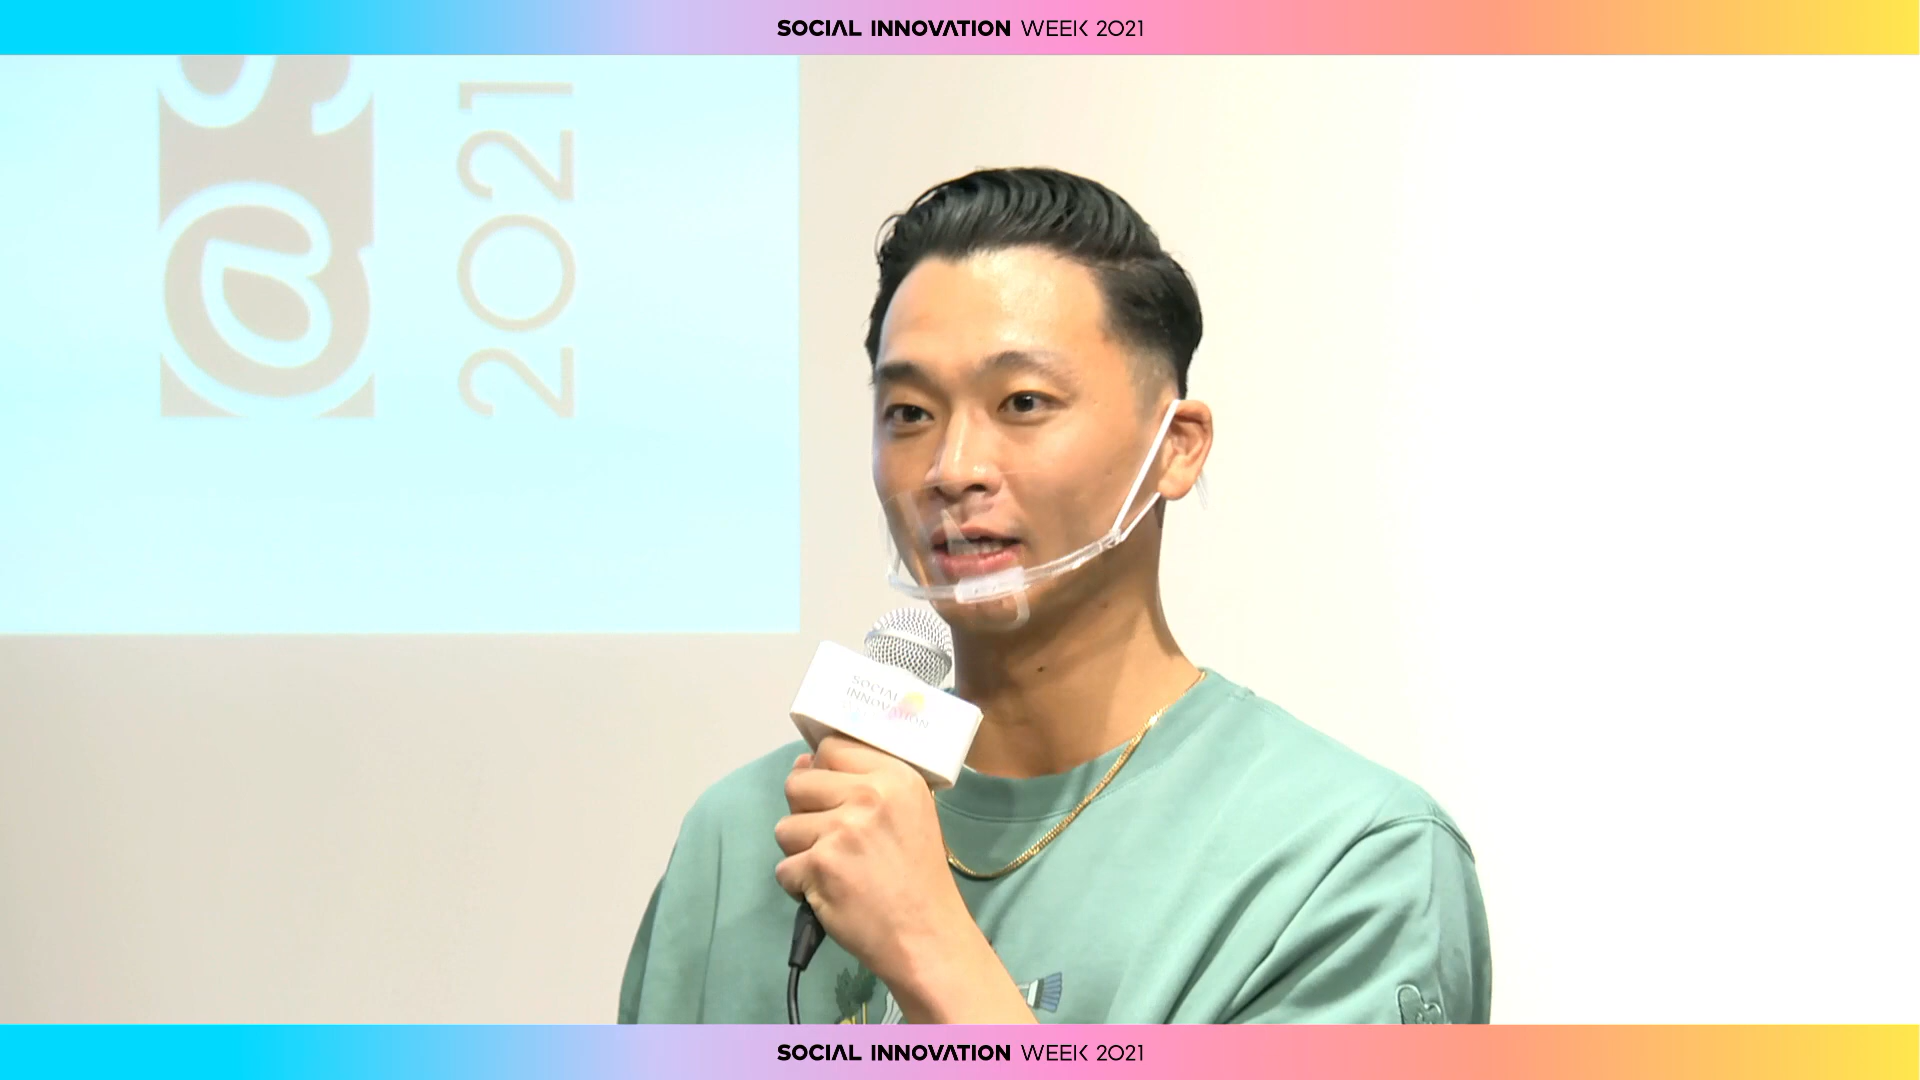 SOCIAL INNOVATION WEEK 2021
@
2021
SOCIAL
INNOVATION
SOCIAL INNOVATION WEEK 2021